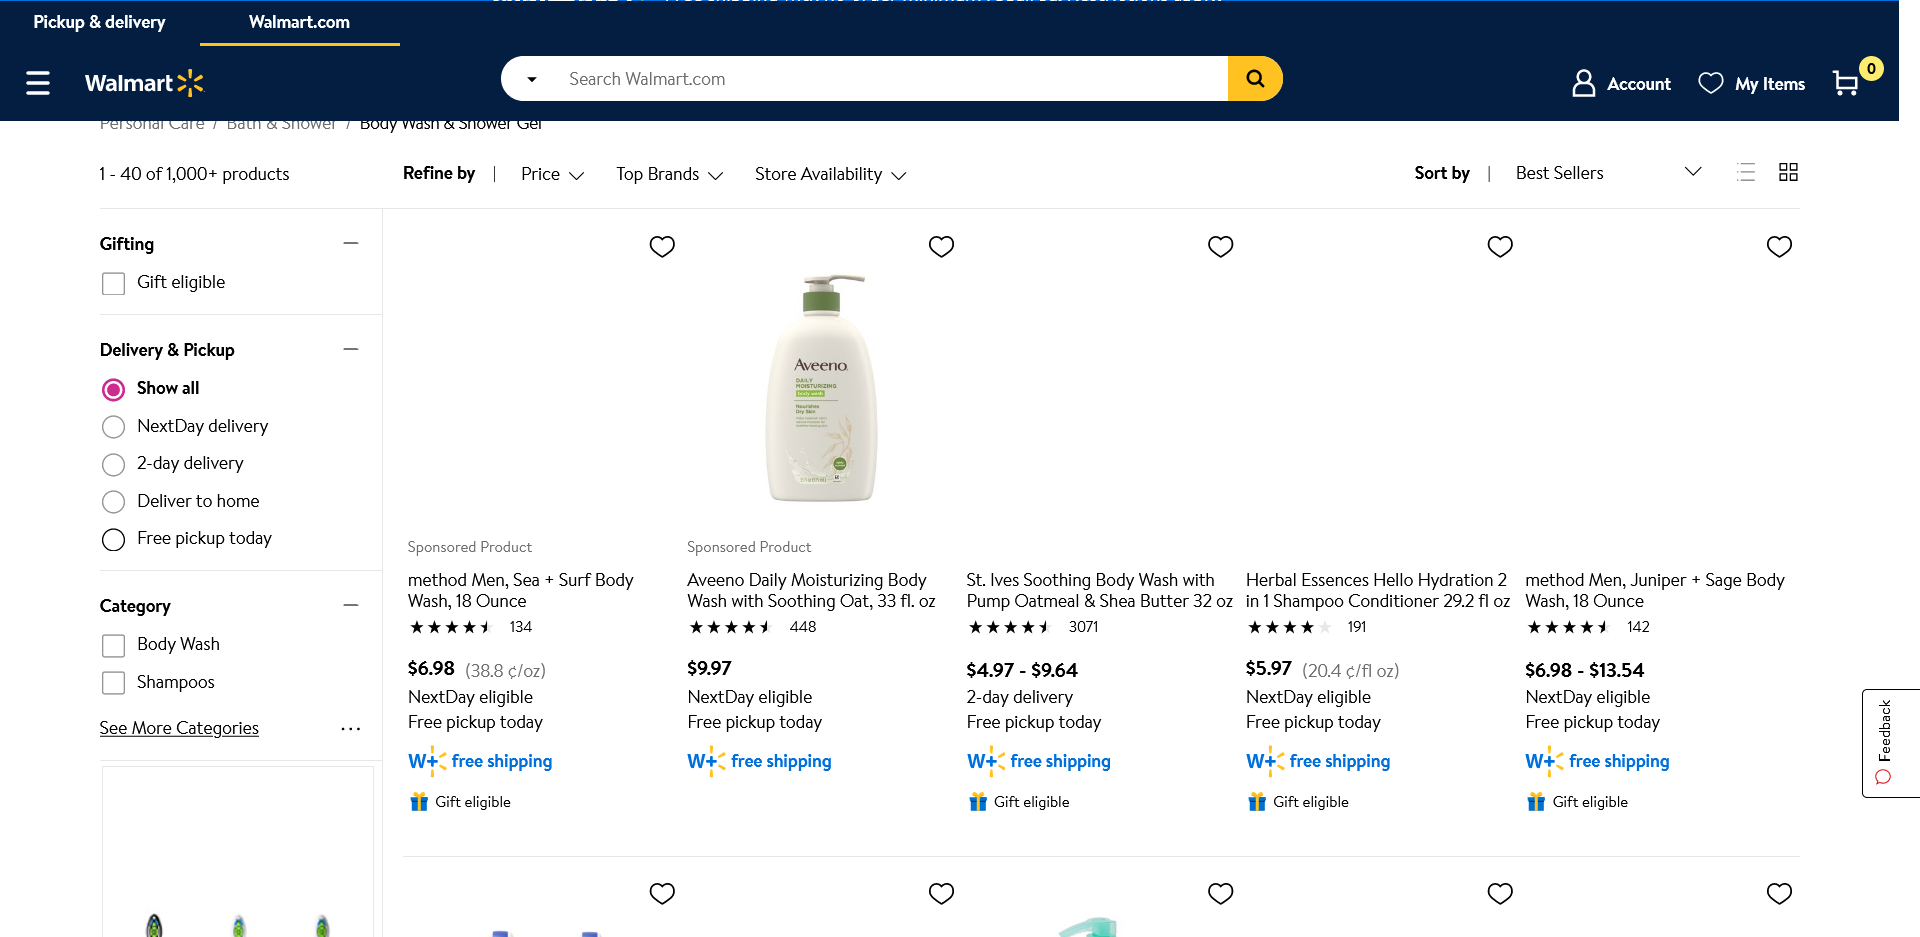 Pickup & delivery
Walmart.com
Walmart
Search Walmart.com
Account
My Items
0
Personal Care / Bath & Shower / Body Wash & Shower Gel
1 - 40 of 1,000+ products
Refine by | Price Top Brands Store Availability
Sort by | Best Sellers
Gifting
Gift eligible
Delivery & Pickup
Show all
NextDay delivery
2-day delivery
Deliver to home
Free pickup today
Category
Body Wash
Shampoos
See More Categories
Aveeno
DAILY
MOISTURIZING
body wash
Nourishes
Dry Skin
Sponsored Product
method Men, Sea + Surf Body
Wash, 18 Ounce
134
$6.98 (38.8 ¢/oz)
NextDay eligible
Free pickup today
W+ free shipping
Gift eligible
Sponsored Product
Aveeno Daily Moisturizing Body
Wash with Soothing Oat, 33 fl. oz
448
$9.97
NextDay eligible
Free pickup today
W+ free shipping
St. Ives Soothing Body Wash with
Pump Oatmeal & Shea Butter 32 oz
3071
$4.97 - $9.64
2-day delivery
Free pickup today
W+ free shipping
Gift eligible
Herbal Essences Hello Hydration 2
in 1 Shampoo Conditioner 29.2 fl oz
191
$5.97 (20.4 ¢/fl oz)
NextDay eligible
Free pickup today
W+ free shipping
Gift eligible
method Men, Juniper + Sage Body
Wash, 18 Ounce
142
$6.98 - $13.54
NextDay eligible
Free pickup today
W+ free shipping
Gift eligible
Feedback